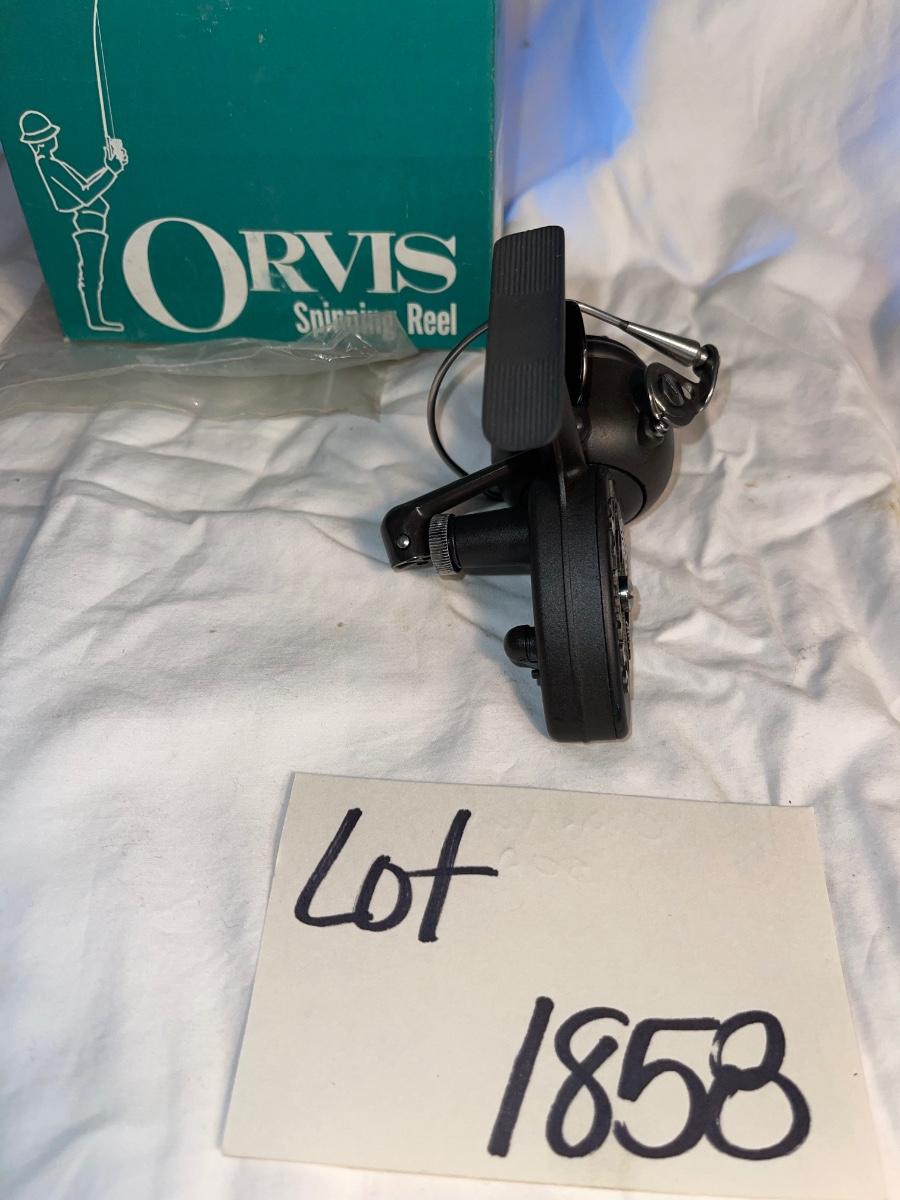 ORVIS
Spinning Reel
Lot
1858